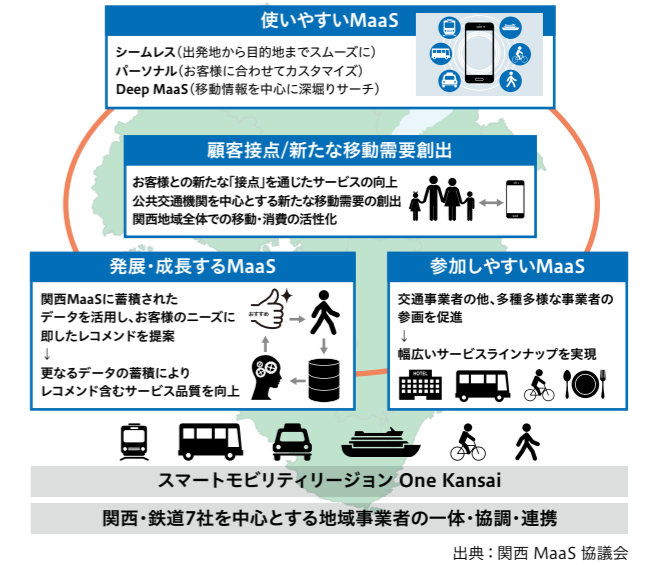 使いやすいMaaS
シームレス（出発地から目的地までスムーズに）
パーソナル（お客様に合わせてカスタマイズ）
Deep MaaS（移動情報を中心に深堀りサーチ）
顧客接点/新たな移動需要創出
お客様との新たな「接点」を通じたサービスの向上
公共交通機関を中心とする新たな移動需要の創出
関西地域全体での移動・消費の活性化
発展・成長するMaaS
関西MaaSに蓄積された
データを活用し、お客様のニーズに
即したレコメンドを提案
↓
更なるデータの蓄積により
レコメンド含むサービス品質を向上
おすすめ
参加しやすいMaaS
交通事業者の他、多種多様な事業者の
参画を促進
↓
幅広いサービスラインナップを実現
HOTEL
スマートモビリティリージョン One Kansai
関西・鉄道7社を中心とする地域事業者の一体・協調・連携
出典：関西 MaaS 協議会